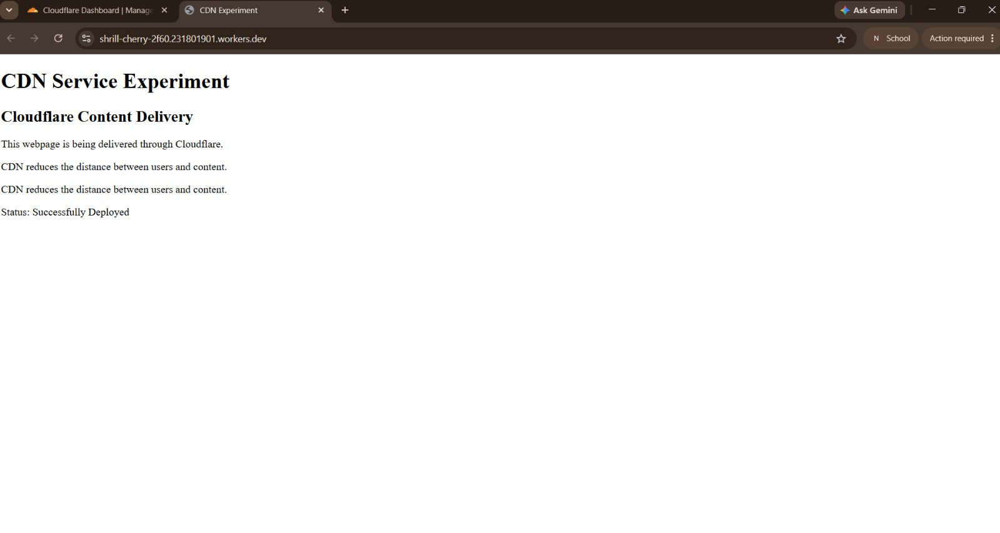 Cloudflare Dashboard | Manage
CDN Experiment
Ask Gemini
shrill-cherry-2f60.231801901.workers.dev
N School
Action required
CDN Service Experiment
Cloudflare Content Delivery
This webpage is being delivered through Cloudflare.
CDN reduces the distance between users and content.
CDN reduces the distance between users and content.
Status: Successfully Deployed